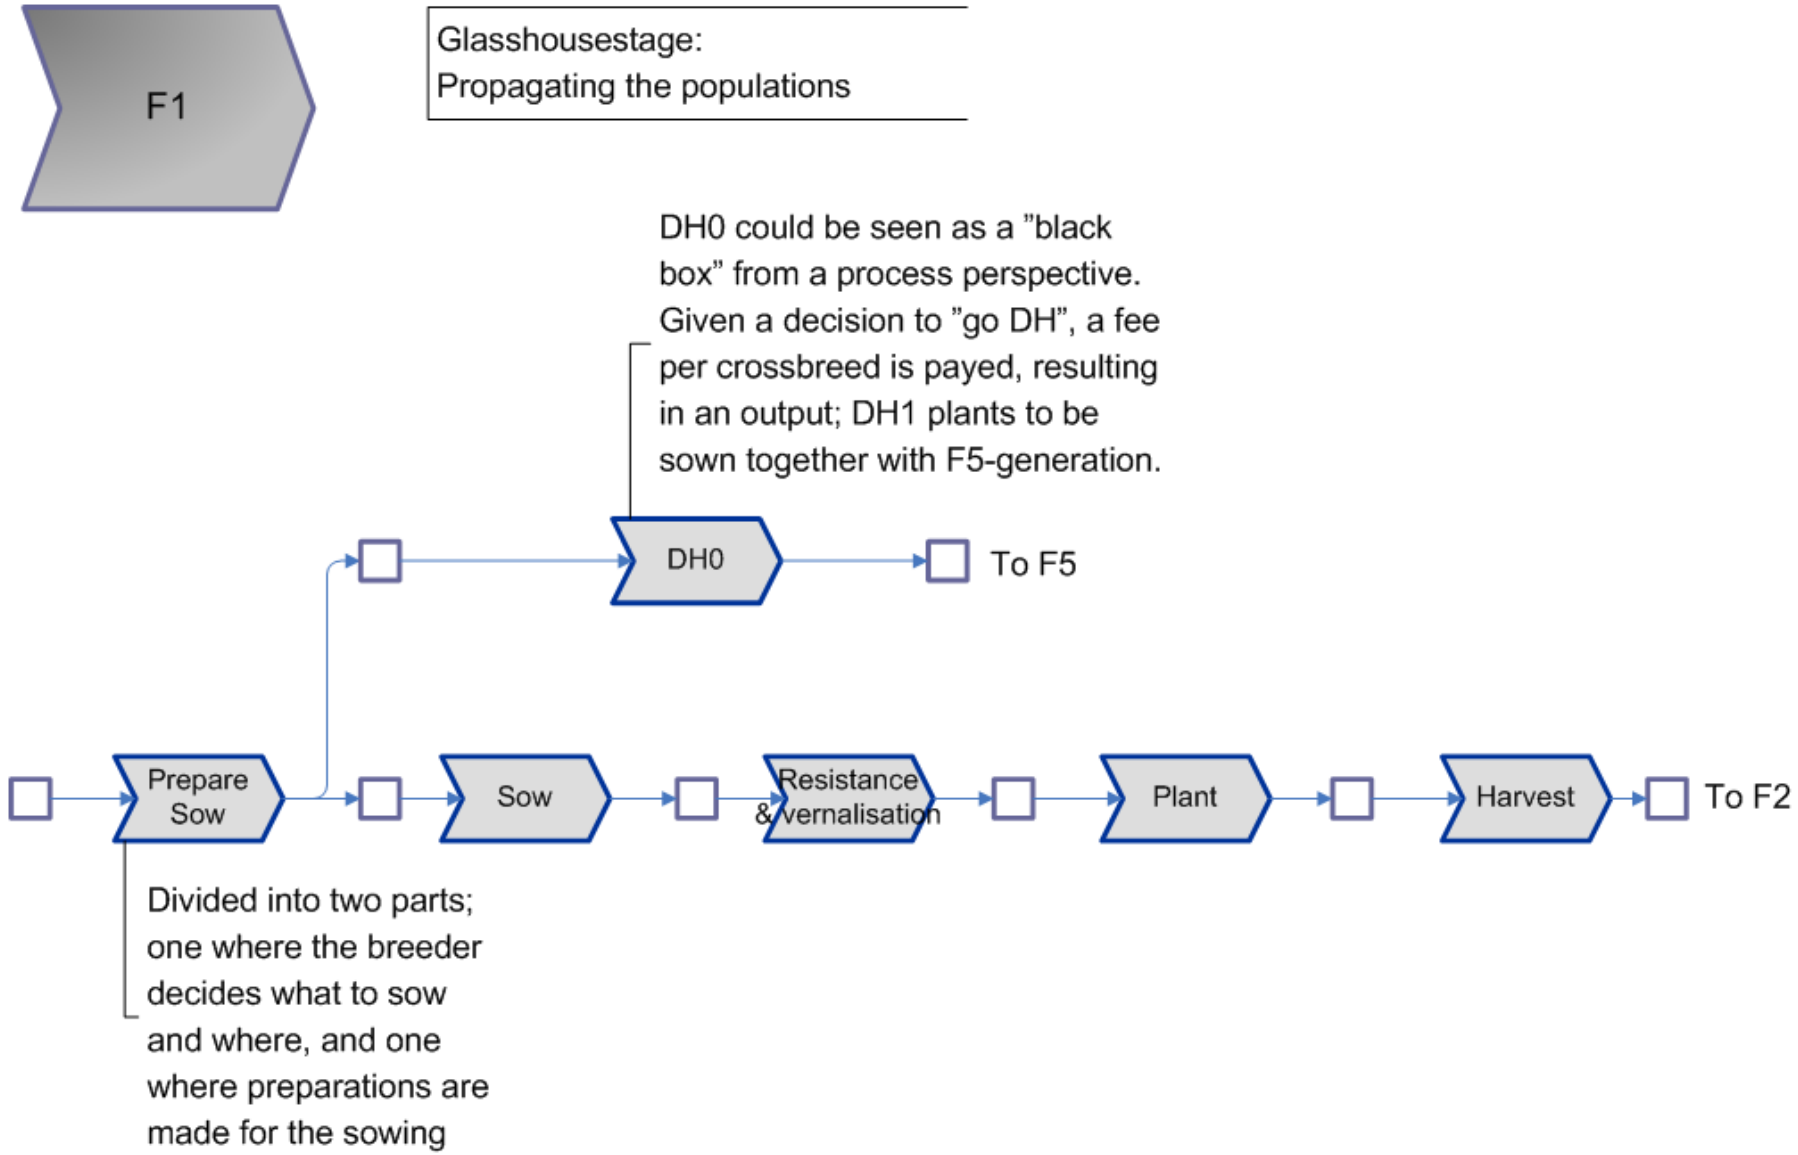 F1
Glasshousestage:
Propagating the populations
DH0 could be seen as a ”black
box” from a process perspective.
Given a decision to ”go DH”, a fee
per crossbreed is payed, resulting
in an output; DH1 plants to be
sown together with F5-generation.
DH0
To F5
Prepare
Sow
Sow
Resistance
& vernalisation
Plant
Harvest
To F2
Divided into two parts;
one where the breeder
decides what to sow
and where, and one
where preparations are
made for the sowing